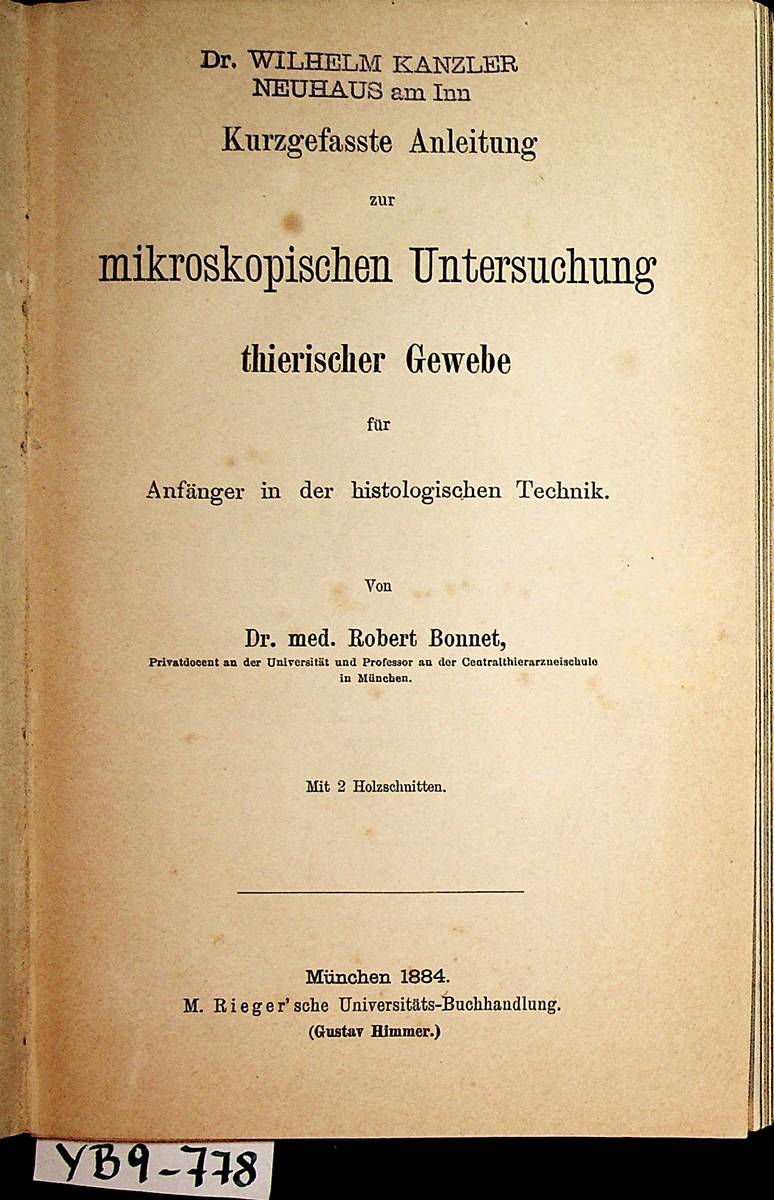 Dr. WILHELM KANZLER
NEUHAUS am Inn
Kurzgefasste Anleitung
zur
mikroskopischen Untersuchung
thierischer Gewebe
für
Anfänger in der histologischen Technik.
Von
Dr. med. Robert Bonnet,
Privatdocent an der Universität und Professor an der Centralthierarzneischule
in München.
Mit 2 Holzschnitten.
München 1884.
M. Rieger'sche Universitäts-Buchhandlung.
(Gustav Himmer.)
YB9-778